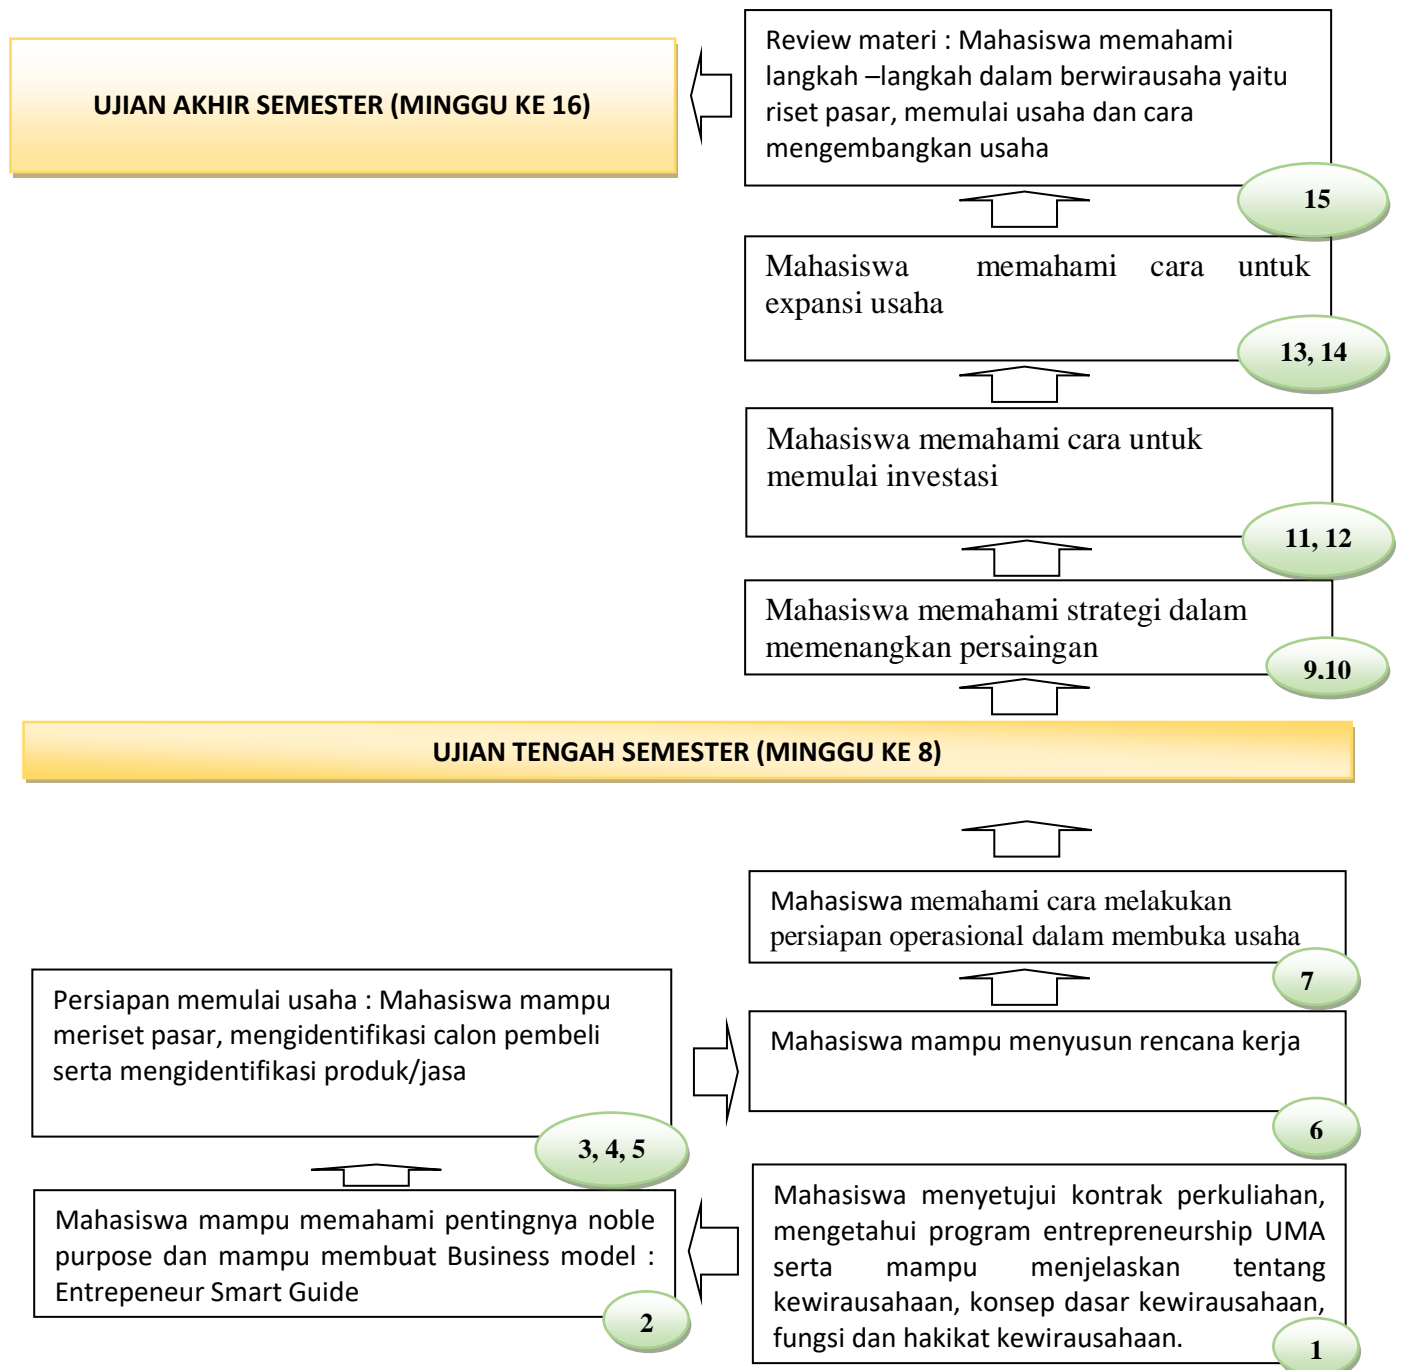 Review materi : Mahasiswa memahami
langkah –langkah dalam berwirausaha yaitu
riset pasar, memulai usaha dan cara
mengembangkan usaha
15
UJIAN AKHIR SEMESTER (MINGGU KE 16)
Mahasiswa memahami cara untuk
expansi usaha
13, 14
Mahasiswa memahami cara untuk
memulai investasi
11, 12
Mahasiswa memahami strategi dalam
memenangkan persaingan
9,10
UJIAN TENGAH SEMESTER (MINGGU KE 8)
Mahasiswa memahami cara melakukan
persiapan operasional dalam membuka usaha
7
Persiapan memulai usaha : Mahasiswa mampu
meriset pasar, mengidentifikasi calon pembeli
serta mengidentifikasi produk/jasa
3, 4, 5
Mahasiswa mampu menyusun rencana kerja
6
Mahasiswa mampu memahami pentingnya noble
purpose dan mampu membuat Business model :
Entrepeneur Smart Guide
2
Mahasiswa menyetujui kontrak perkuliahan,
mengetahui program entrepreneurship UMA
serta mampu menjelaskan tentang
kewirausahaan, konsep dasar kewirausahaan,
fungsi dan hakikat kewirausahaan.
1